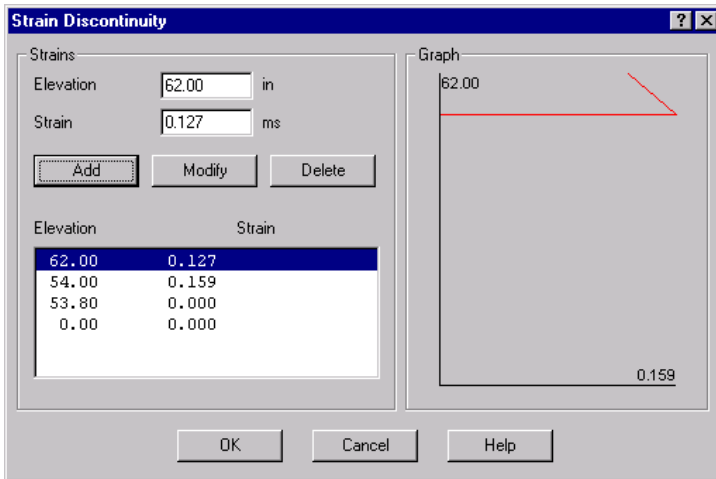 Strain Discontinuity ? X
Strains
Elevation 62.00 in
Strain 0.127 ms
Add Modify Delete
Elevation Strain
62.00 0.127
54.00 0.159
53.80 0.000
0.00 0.000
Graph
62.00
0.159
OK Cancel Help